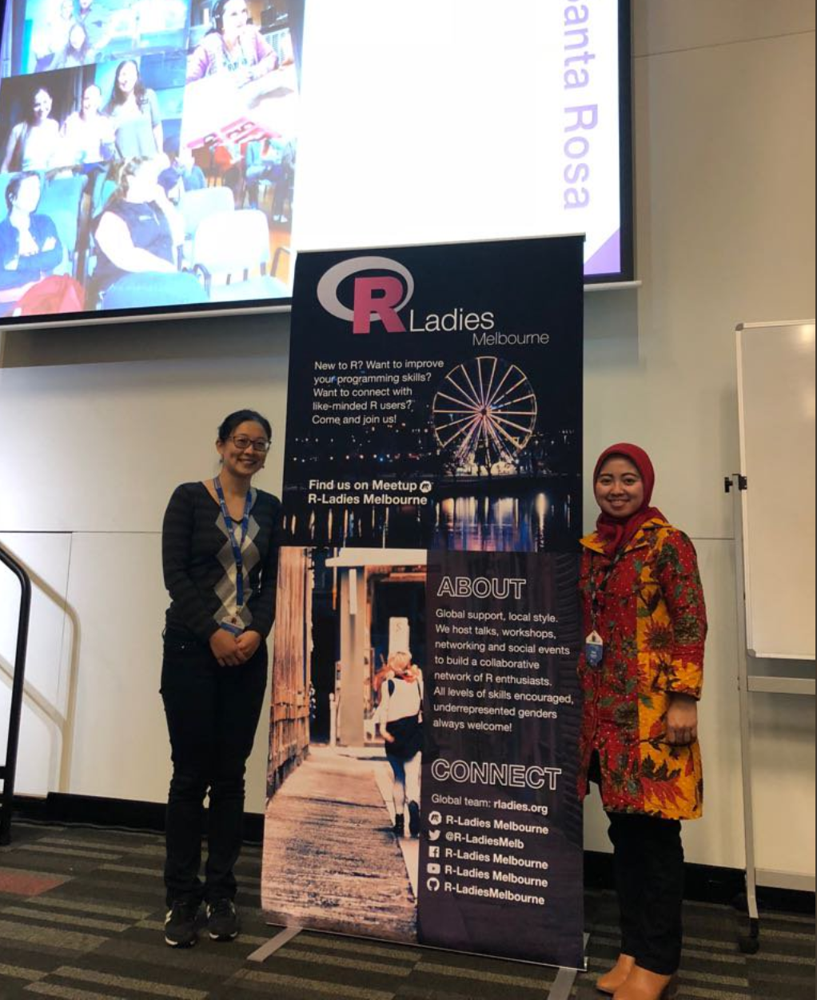 anta Rosa
R Ladies
Melbourne
New to R? Want to improve
your programming skills?
Want to connect with
like-minded R users?
Come and join us!
Find us on Meetup
R-Ladies Melbourne
ABOUT
Global support, local style.
We host talks, workshops,
networking and social events
to build a collaborative
network of R enthusiasts.
All levels of skills encouraged,
underrepresented genders
always welcome!
CONNECT
Global team: rladies.org
R-Ladies Melbourne
@R-LadiesMelb
R-Ladies Melbourne
R-Ladies Melbourne
R-LadiesMelbourne